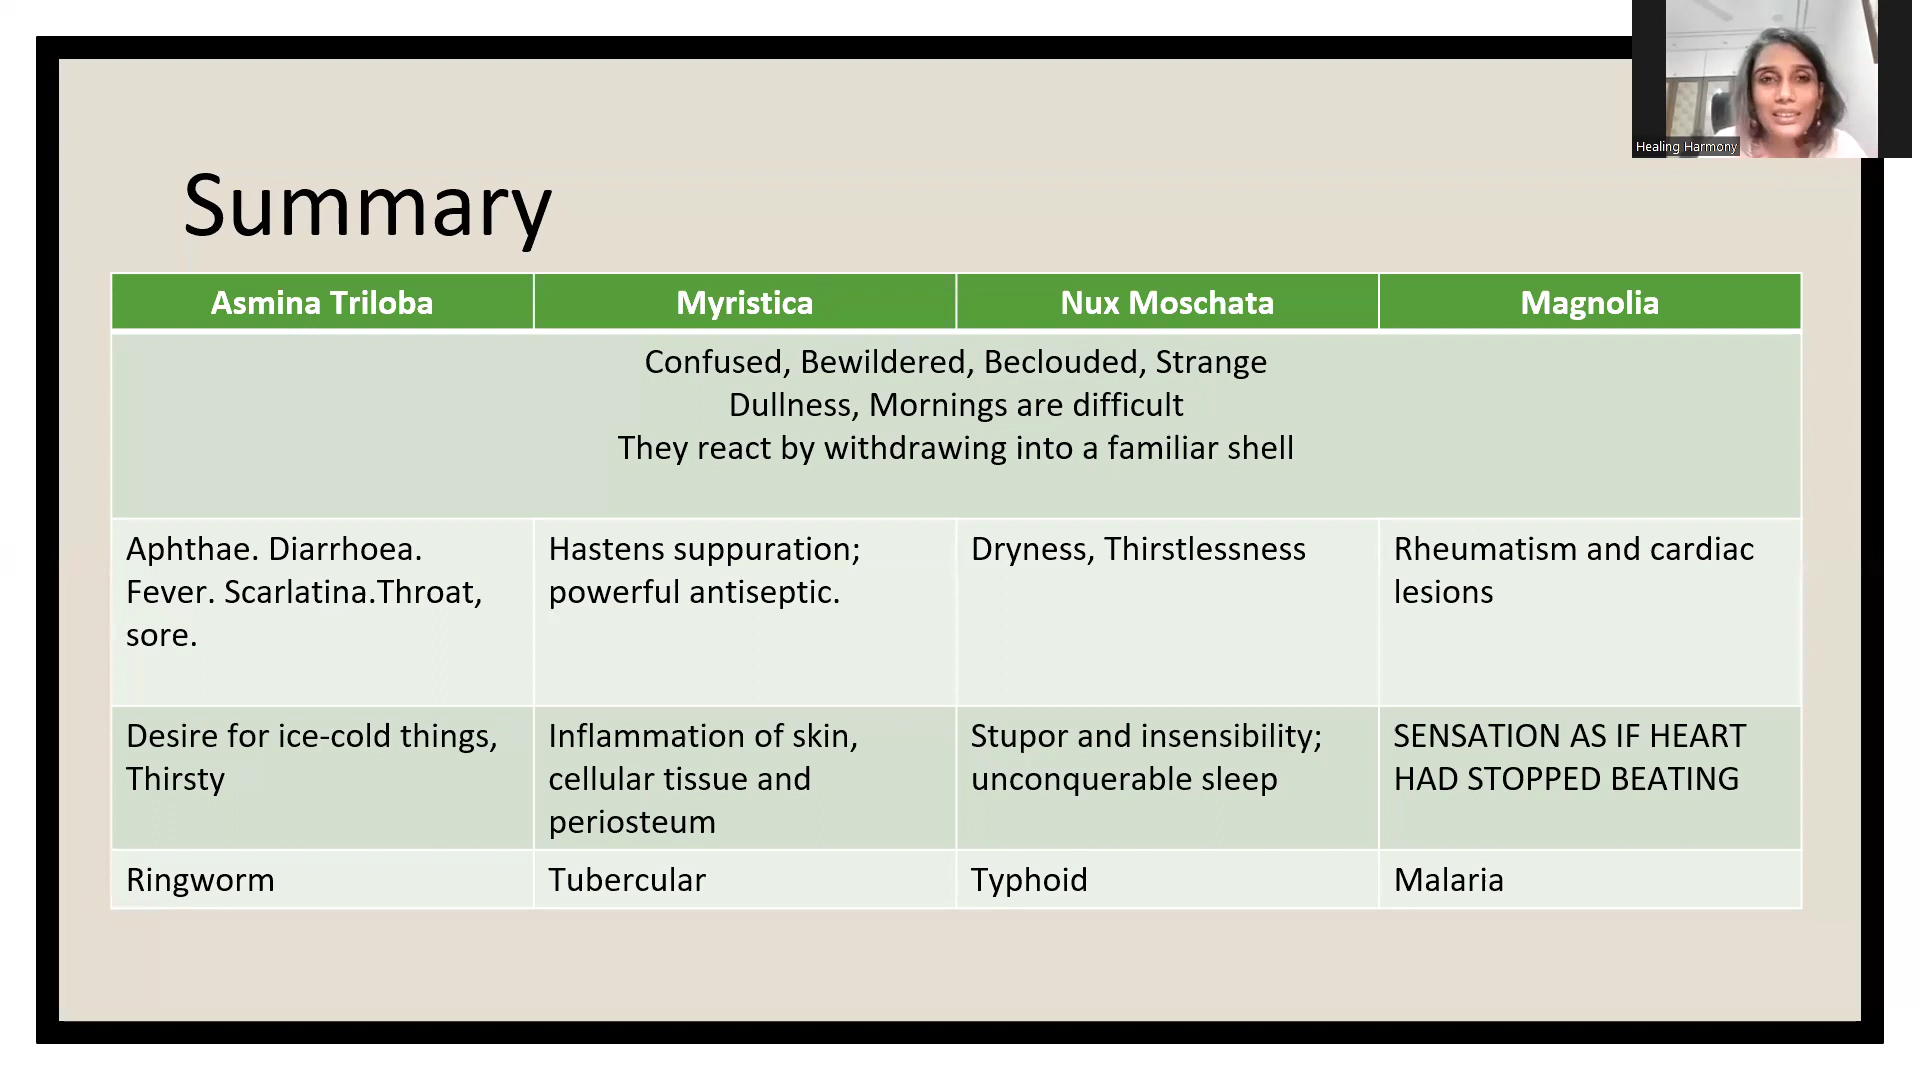 Healing Harmony
Summary
Asmina Triloba
Myristica
Nux Moschata
Magnolia
Confused, Bewildered, Beclouded, Strange
Dullness, Mornings are difficult
They react by withdrawing into a familiar shell
Aphthae. Diarrhoea.
Fever. Scarlatina.Throat,
sore.
Hastens suppuration;
powerful antiseptic.
Dryness, Thirstlessness
Rheumatism and cardiac
lesions
Desire for ice-cold things,
Thirsty
Inflammation of skin,
cellular tissue and
periosteum
Stupor and insensibility;
unconquerable sleep
SENSATION AS IF HEART
HAD STOPPED BEATING
Ringworm
Tubercular
Typhoid
Malaria